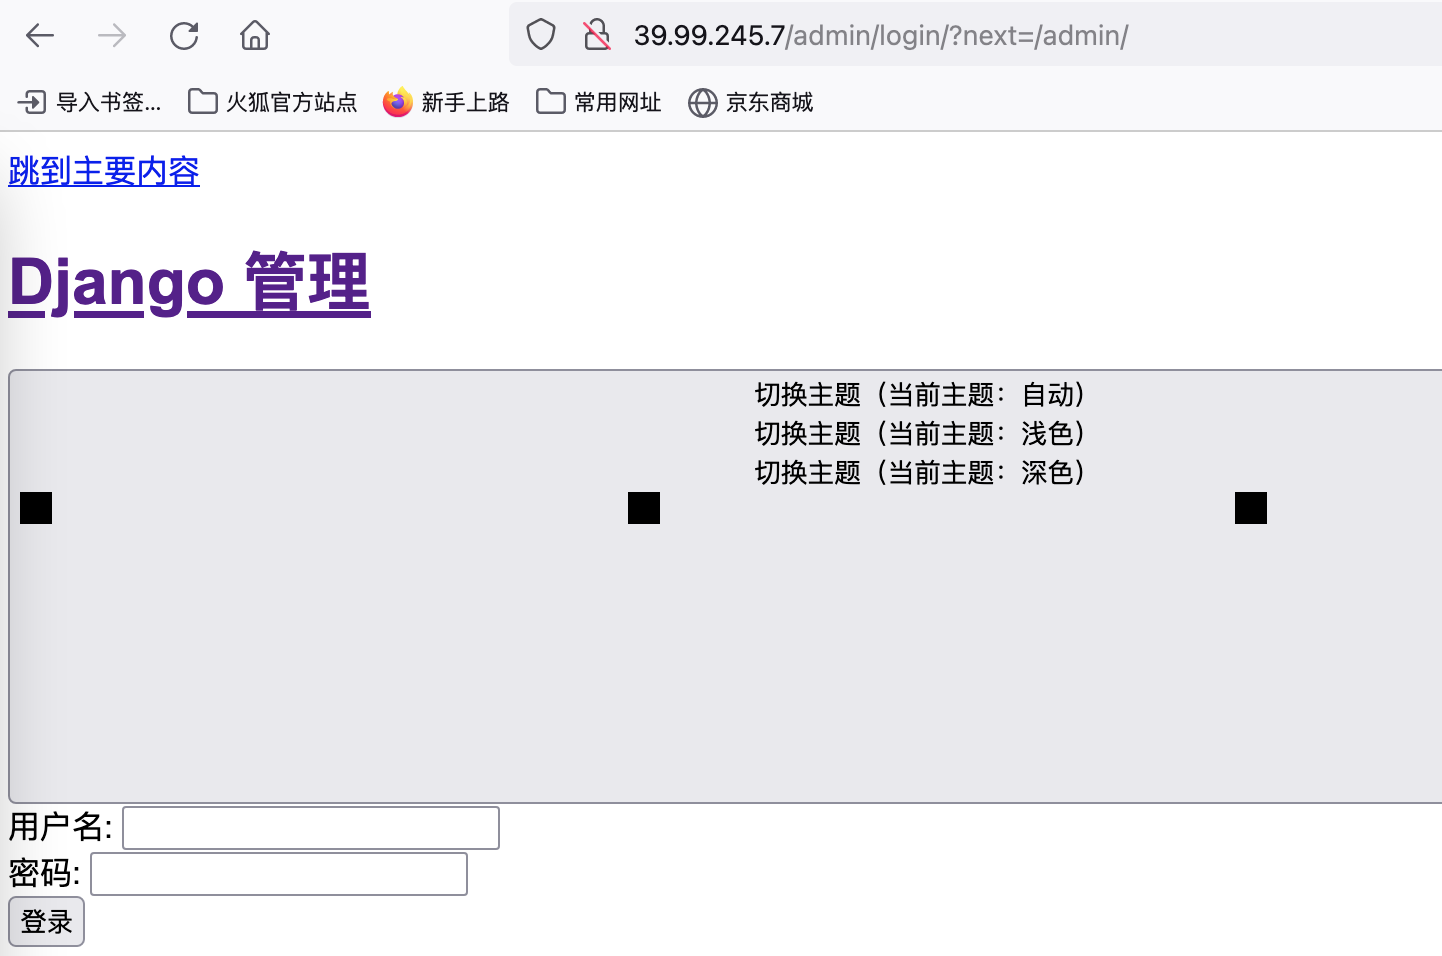 39.99.245.7/admin/login/?next=/admin/
导入书签... 火狐官方站点 新手上路 常用网址 京东商城
跳到主要内容
Django 管理
切换主题（当前主题：自动）
切换主题（当前主题：浅色）
切换主题（当前主题：深色）
用户名:
密码:
登录